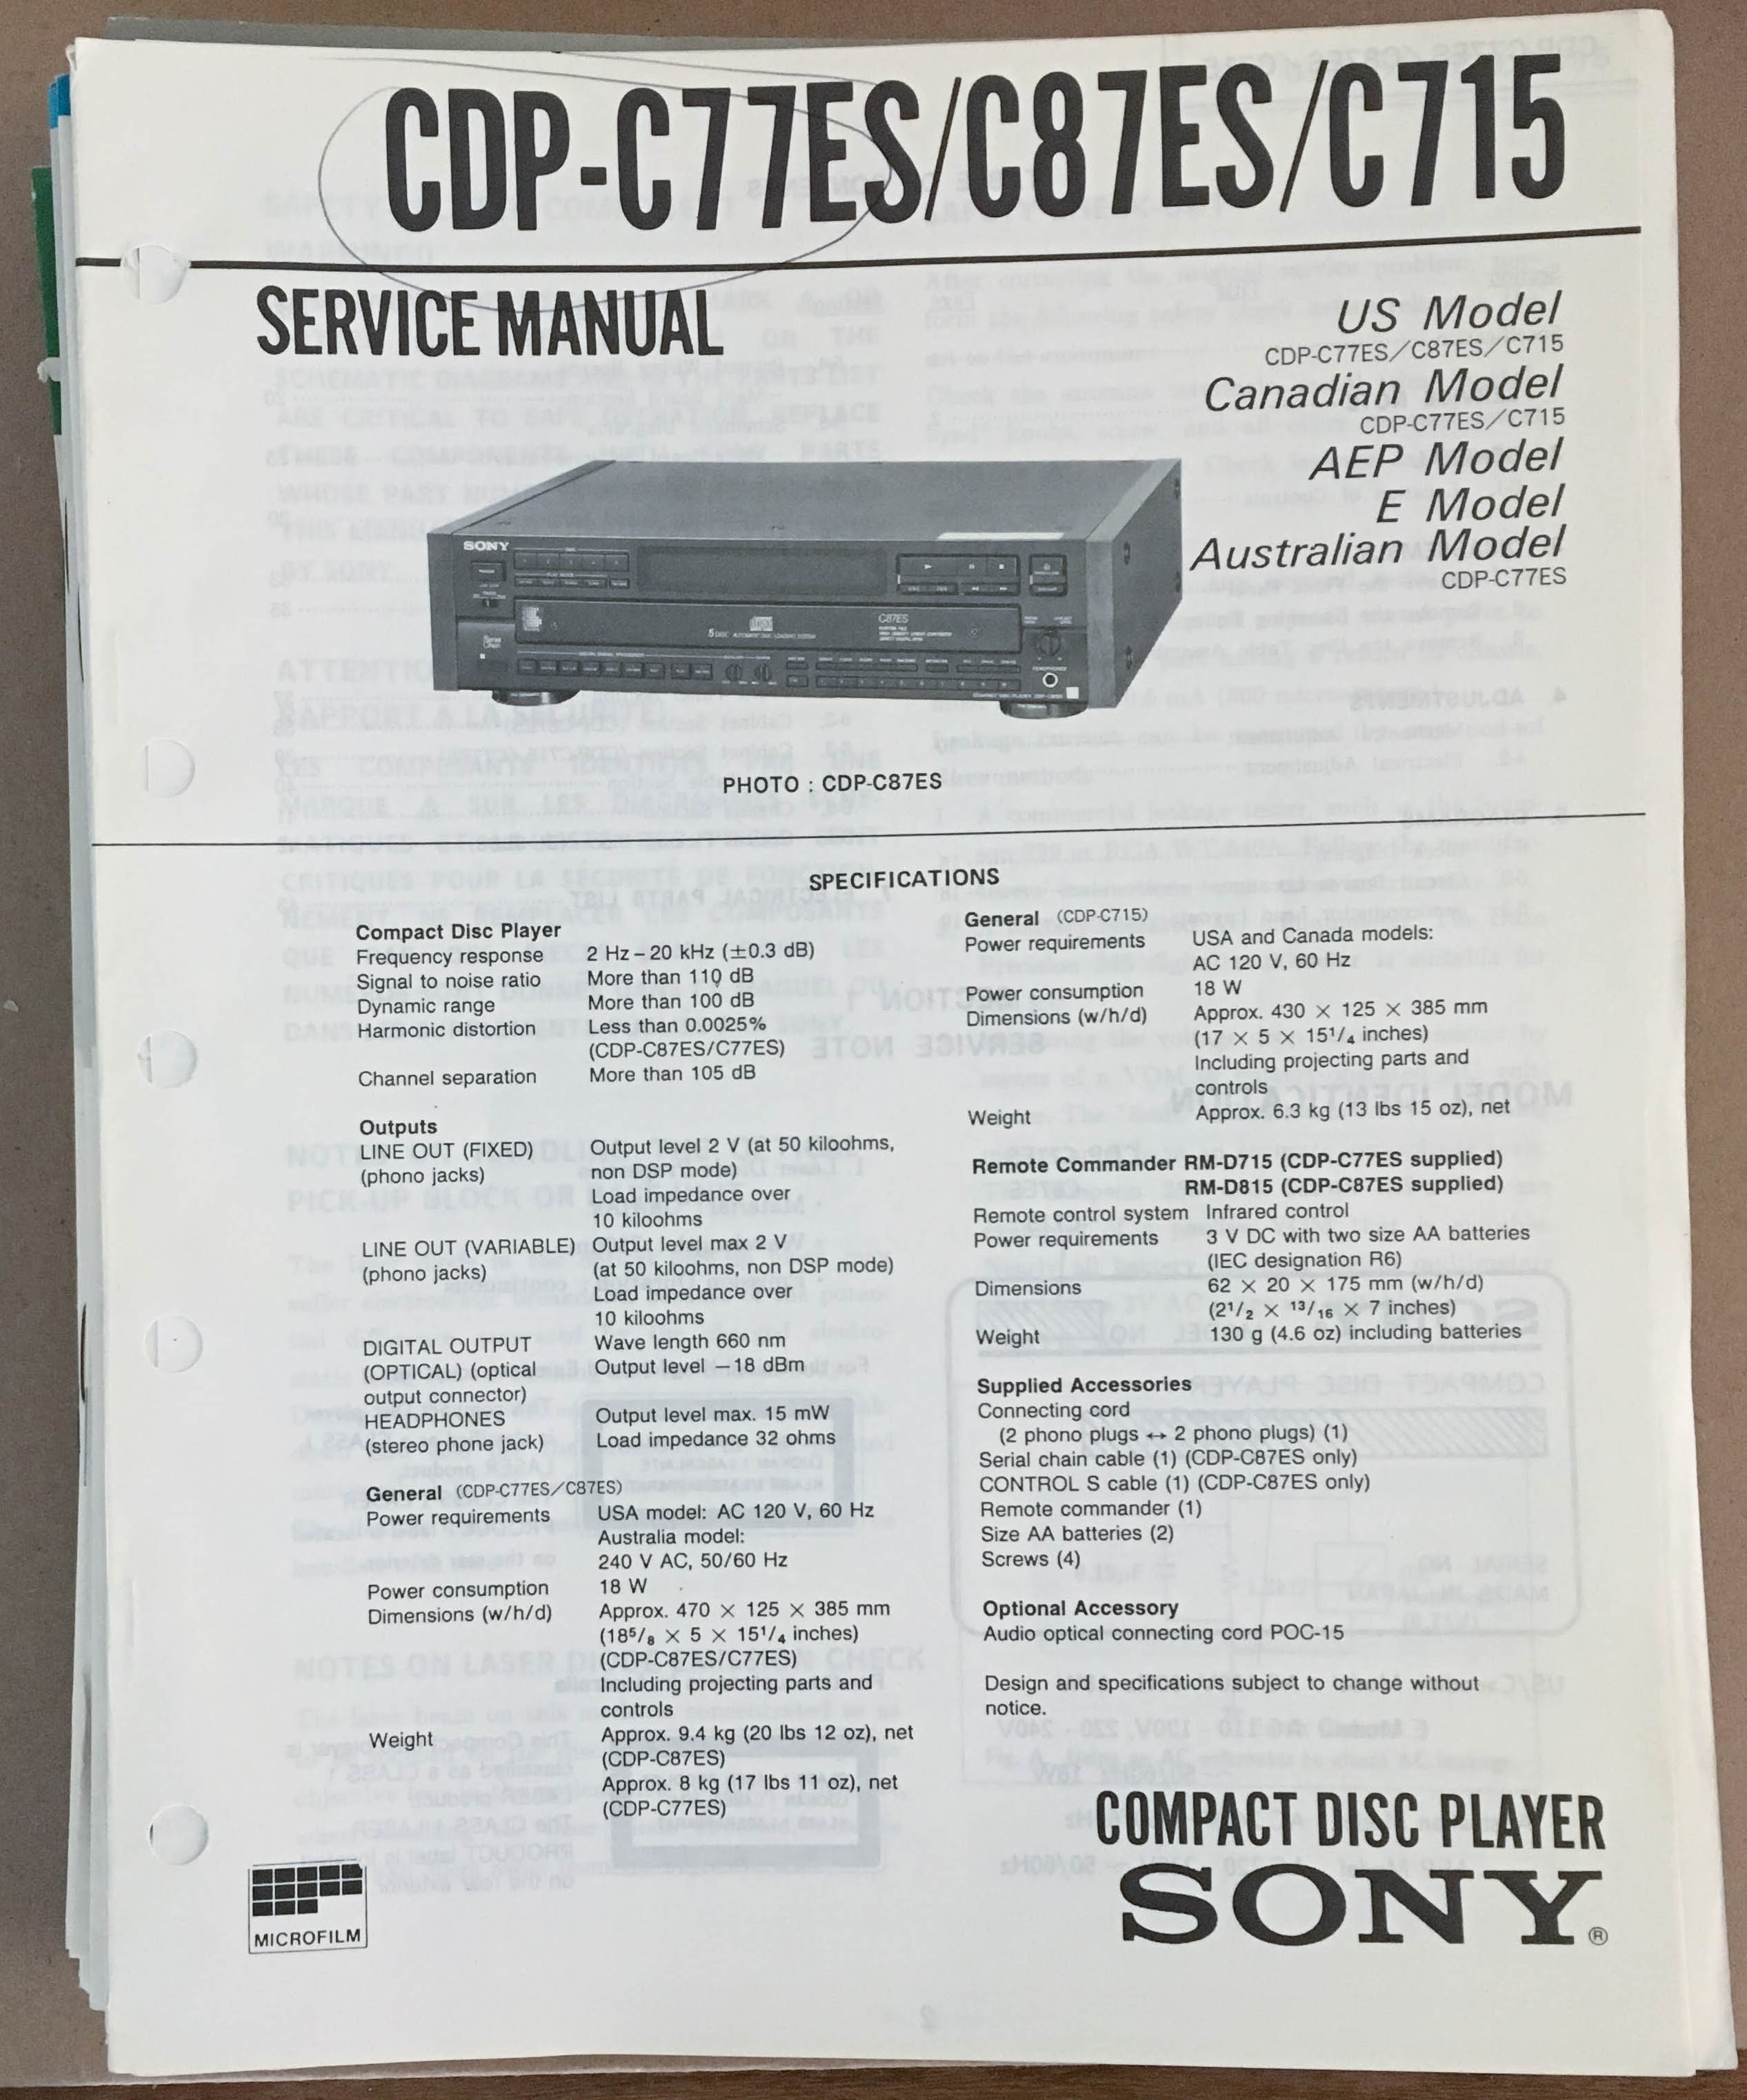 CDP-C77ES/C87ES/C715
SERVICE MANUAL
US Model
CDP-C77ES/C87ES/C715
Canadian Model
CDP-C77ES/C715
AEP Model
E Model
Australian Model
CDP-C77ES
SONY
C87ES
PHOTO : CDP-C87ES
SPECIFICATIONS
Compact Disc Player
Frequency response 2 Hz – 20 kHz (±0.3 dB)
Signal to noise ratio More than 110 dB
Dynamic range More than 100 dB
Harmonic distortion Less than 0.0025%
(CDP-C87ES/C77ES)
Channel separation More than 105 dB
Outputs
LINE OUT (FIXED) Output level 2 V (at 50 kiloohms,
(phono jacks) non DSP mode)
Load impedance over
10 kiloohms
LINE OUT (VARIABLE) Output level max 2 V
(phono jacks) (at 50 kiloohms, non DSP mode)
Load impedance over
10 kiloohms
DIGITAL OUTPUT Wave length 660 nm
(OPTICAL) (optical Output level –18 dBm
output connector)
HEADPHONES Output level max. 15 mW
(stereo phone jack) Load impedance 32 ohms
General (CDP-C77ES/C87ES)
Power requirements USA model: AC 120 V, 60 Hz
Australia model:
240 V AC, 50/60 Hz
Power consumption 18 W
Dimensions (w/h/d) Approx. 470 × 125 × 385 mm
(18⁵/₈ × 5 × 15¹/₄ inches)
(CDP-C87ES/C77ES)
Including projecting parts and
controls
Weight Approx. 9.4 kg (20 lbs 12 oz), net
(CDP-C87ES)
Approx. 8 kg (17 lbs 11 oz), net
(CDP-C77ES)
General (CDP-C715)
Power requirements USA and Canada models:
AC 120 V, 60 Hz
Power consumption 18 W
Dimensions (w/h/d) Approx. 430 × 125 × 385 mm
(17 × 5 × 15¹/₄ inches)
Including projecting parts and
controls
Weight Approx. 6.3 kg (13 lbs 15 oz), net
Remote Commander RM-D715 (CDP-C77ES supplied)
RM-D815 (CDP-C87ES supplied)
Remote control system Infrared control
Power requirements 3 V DC with two size AA batteries
(IEC designation R6)
Dimensions 62 × 20 × 175 mm (w/h/d)
(2¹/₂ × ¹³/₁₆ × 7 inches)
Weight 130 g (4.6 oz) including batteries
Supplied Accessories
Connecting cord
(2 phono plugs ↔ 2 phono plugs) (1)
Serial chain cable (1) (CDP-C87ES only)
CONTROL S cable (1) (CDP-C87ES only)
Remote commander (1)
Size AA batteries (2)
Screws (4)
Optional Accessory
Audio optical connecting cord POC-15
Design and specifications subject to change without
notice.
MICROFILM
COMPACT DISC PLAYER
SONY®